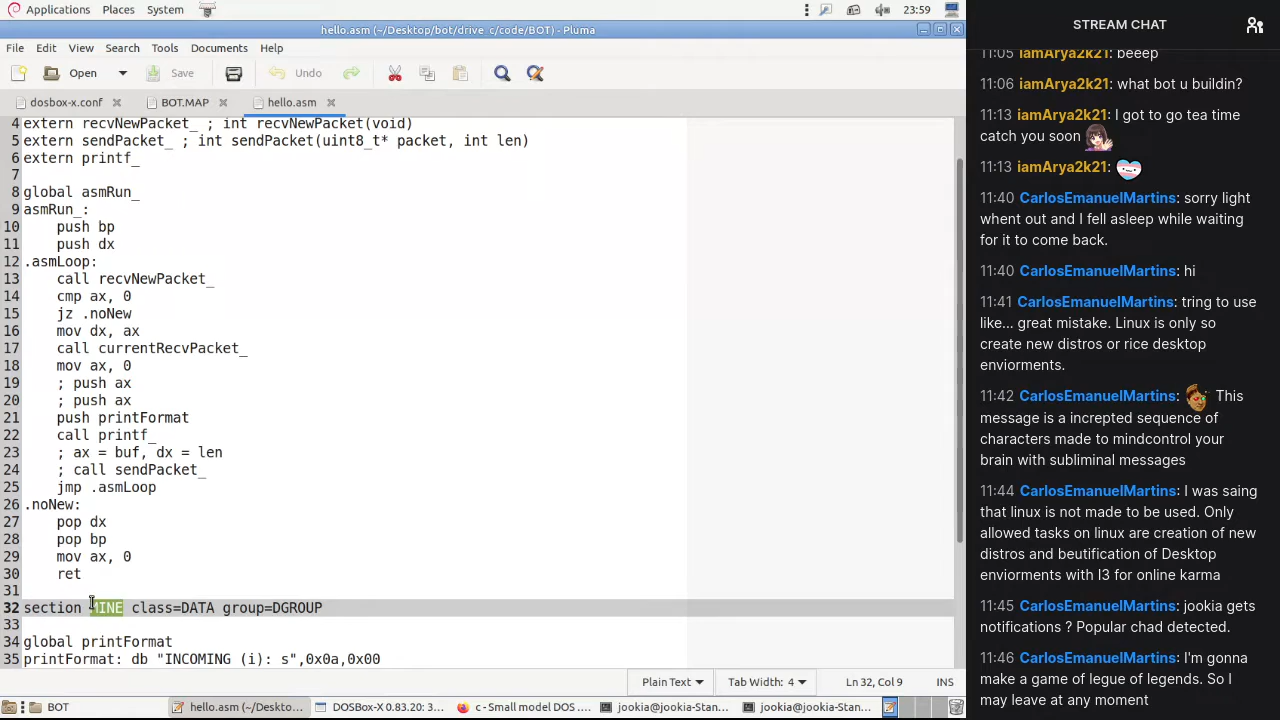 Applications Places System 23:59
hello.asm (~/Desktop/bot/drive_c/code/BOT) - Pluma
File Edit View Search Tools Documents Help
Open Save Undo
dosbox-x.conf BOT.MAP hello.asm
4 extern recvNewPacket_ ; int recvNewPacket(void)
5 extern sendPacket_ ; int sendPacket(uint8_t* packet, int len)
6 extern printf_
7
8 global asmRun_
9 asmRun_:
10 push bp
11 push dx
12 .asmLoop:
13 call recvNewPacket_
14 cmp ax, 0
15 jz .noNew
16 mov dx, ax
17 call currentRecvPacket_
18 mov ax, 0
19 ; push ax
20 ; push ax
21 push printFormat
22 call printf_
23 ; ax = buf, dx = len
24 ; call sendPacket_
25 jmp .asmLoop
26 .noNew:
27 pop dx
28 pop bp
29 mov ax, 0
30 ret
31
32 section MINE class=DATA group=DGROUP
33
34 global printFormat
35 printFormat: db "INCOMING (i): s",0x0a,0x00
Plain Text Tab Width: 4 Ln 32, Col 9 INS
BOT hello.asm (~/Deskto... DOSBox-X 0.83.20: 3... c - Small model DOS ... jookia@jookia-Stan... jookia@jookia-Stan...
STREAM CHAT
11:05 iamArya2k21: beeep
11:06 iamArya2k21: what bot u buildin?
11:13 iamArya2k21: I got to go tea time
catch you soon
11:13 iamArya2k21:
11:40 CarlosEmanuelMartins: sorry light
whent out and I fell asleep while waiting
for it to come back.
11:40 CarlosEmanuelMartins: hi
11:41 CarlosEmanuelMartins: tring to use
like... great mistake. Linux is only so
create new distros or rice desktop
enviorments.
11:42 CarlosEmanuelMartins: This
message is a increpted sequence of
characters made to mindcontrol your
brain with subliminal messages
11:44 CarlosEmanuelMartins: I was saing
that linux is not made to be used. Only
allowed tasks on linux are creation of new
distros and beutification of Desktop
enviorments with I3 for online karma
11:45 CarlosEmanuelMartins: jookia gets
notifications ? Popular chad detected.
11:46 CarlosEmanuelMartins: I'm gonna
make a game of legue of legends. So I
may leave at any moment